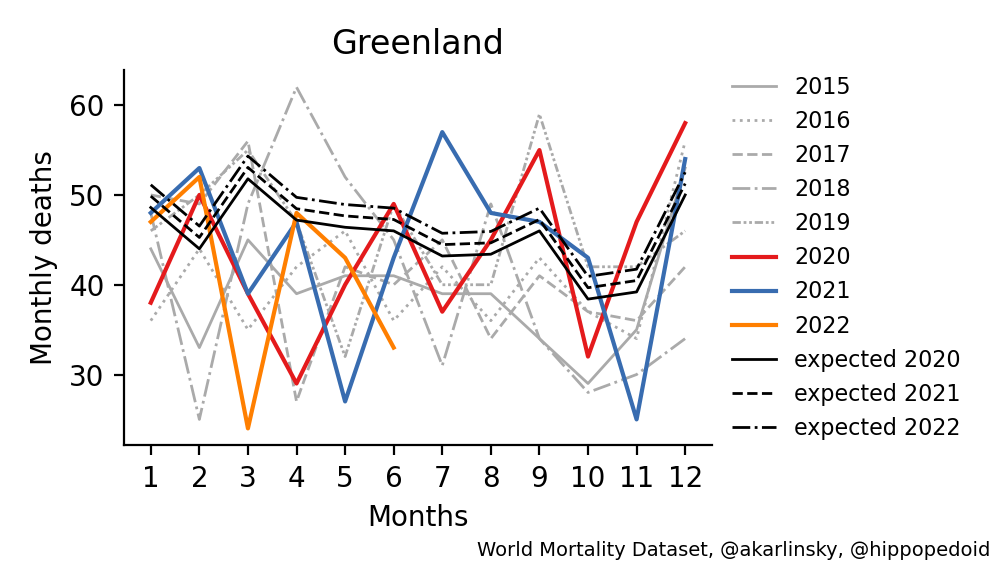 Greenland
Monthly deaths
60
50
40
30
1 2 3 4 5 6 7 8 9 10 11 12
Months
2015
2016
2017
2018
2019
2020
2021
2022
expected 2020
expected 2021
expected 2022
World Mortality Dataset, @akarlinsky, @hippopedoid